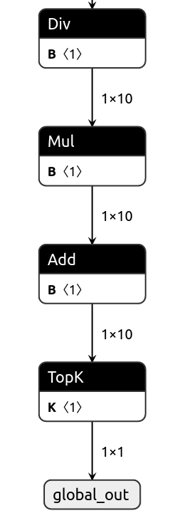 Div
B 〈1〉
1×10
Mul
B 〈1〉
1×10
Add
B 〈1〉
1×10
TopK
K 〈1〉
1×1
global_out